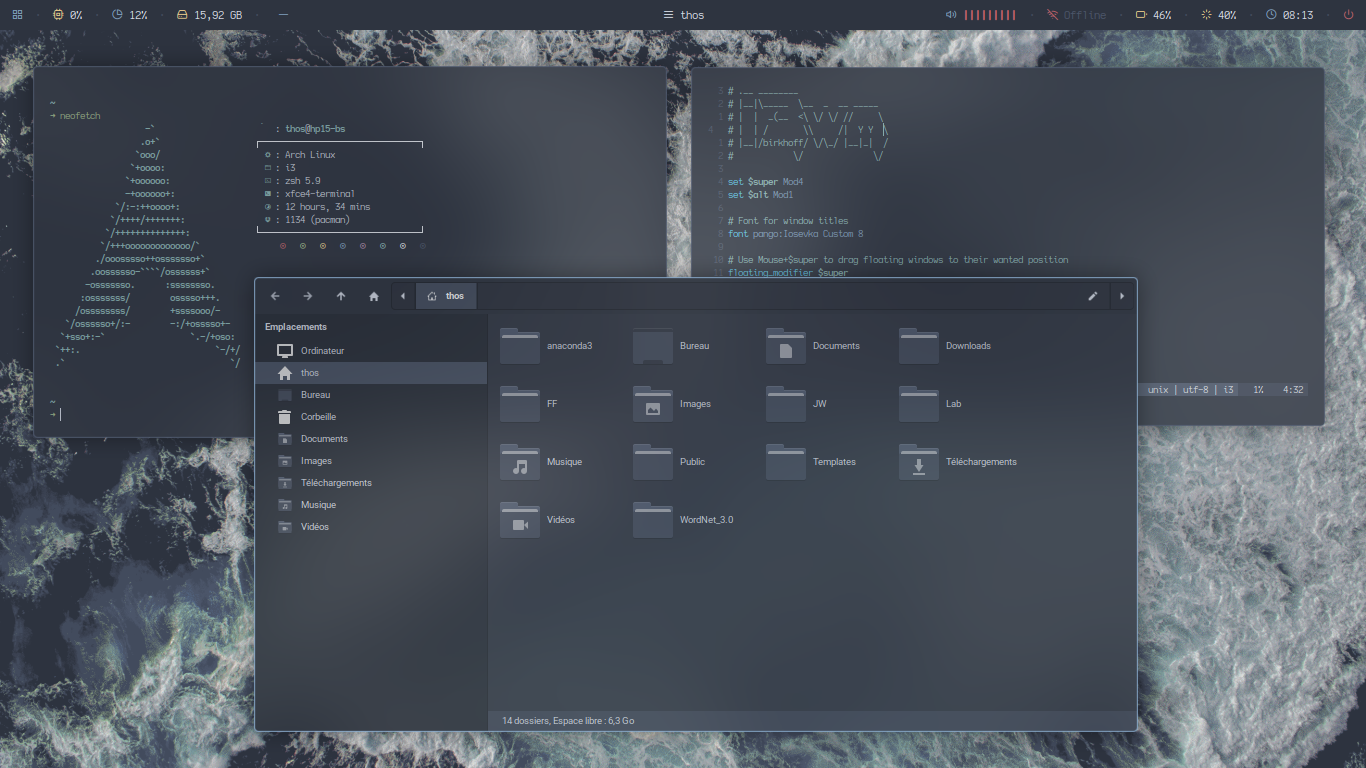 0% 12% 15,92 GB
thos
Offline 46% 40% 08:13
~
➜ neofetch
: thos@hp15-bs
: Arch Linux
: i3
: zsh 5.9
: xfce4-terminal
: 12 hours, 34 mins
: 1134 (pacman)
~
➜
-`
.o+`
`ooo/
`+oooo:
`+oooooo:
-+oooooo+:
`/:-:++oooo+:
`/++++/+++++++:
`/++++++++++++++:
`/+++ooooooooooooo/`
./ooosssso++osssssso+`
.oossssso-````/ossssss+`
-osssssso. :ssssssso.
:osssssss/ osssso+++.
/ossssssss/ +ssssooo/-
`/ossssso+/:- -:/+osssso+-
`+sso+:-` `.-/+oso:
`++:. `-/+/
.` `/
3 # .__ ________
2 # |__|\_____ \__ _ __ _____
1 # | | _(__ <\ \/ \/ // \
4 # | | / \\ /| Y Y \
1 # |__|/birkhoff/ \/\_/ |__|_| /
2 # \/ \/
3
4 set $super Mod4
5 set $alt Mod1
6
7 # Font for window titles
8 font pango:Iosevka Custom 8
9
10 # Use Mouse+$super to drag floating windows to their wanted position
11 floating_modifier $super
unix | utf-8 | i3 1% 4:32
thos
Emplacements
Ordinateur
thos
Bureau
Corbeille
Documents
Images
Téléchargements
Musique
Vidéos
anaconda3 Bureau Documents Downloads
FF Images JW Lab
Musique Public Templates Téléchargements
Vidéos WordNet_3.0
14 dossiers, Espace libre : 6,3 Go